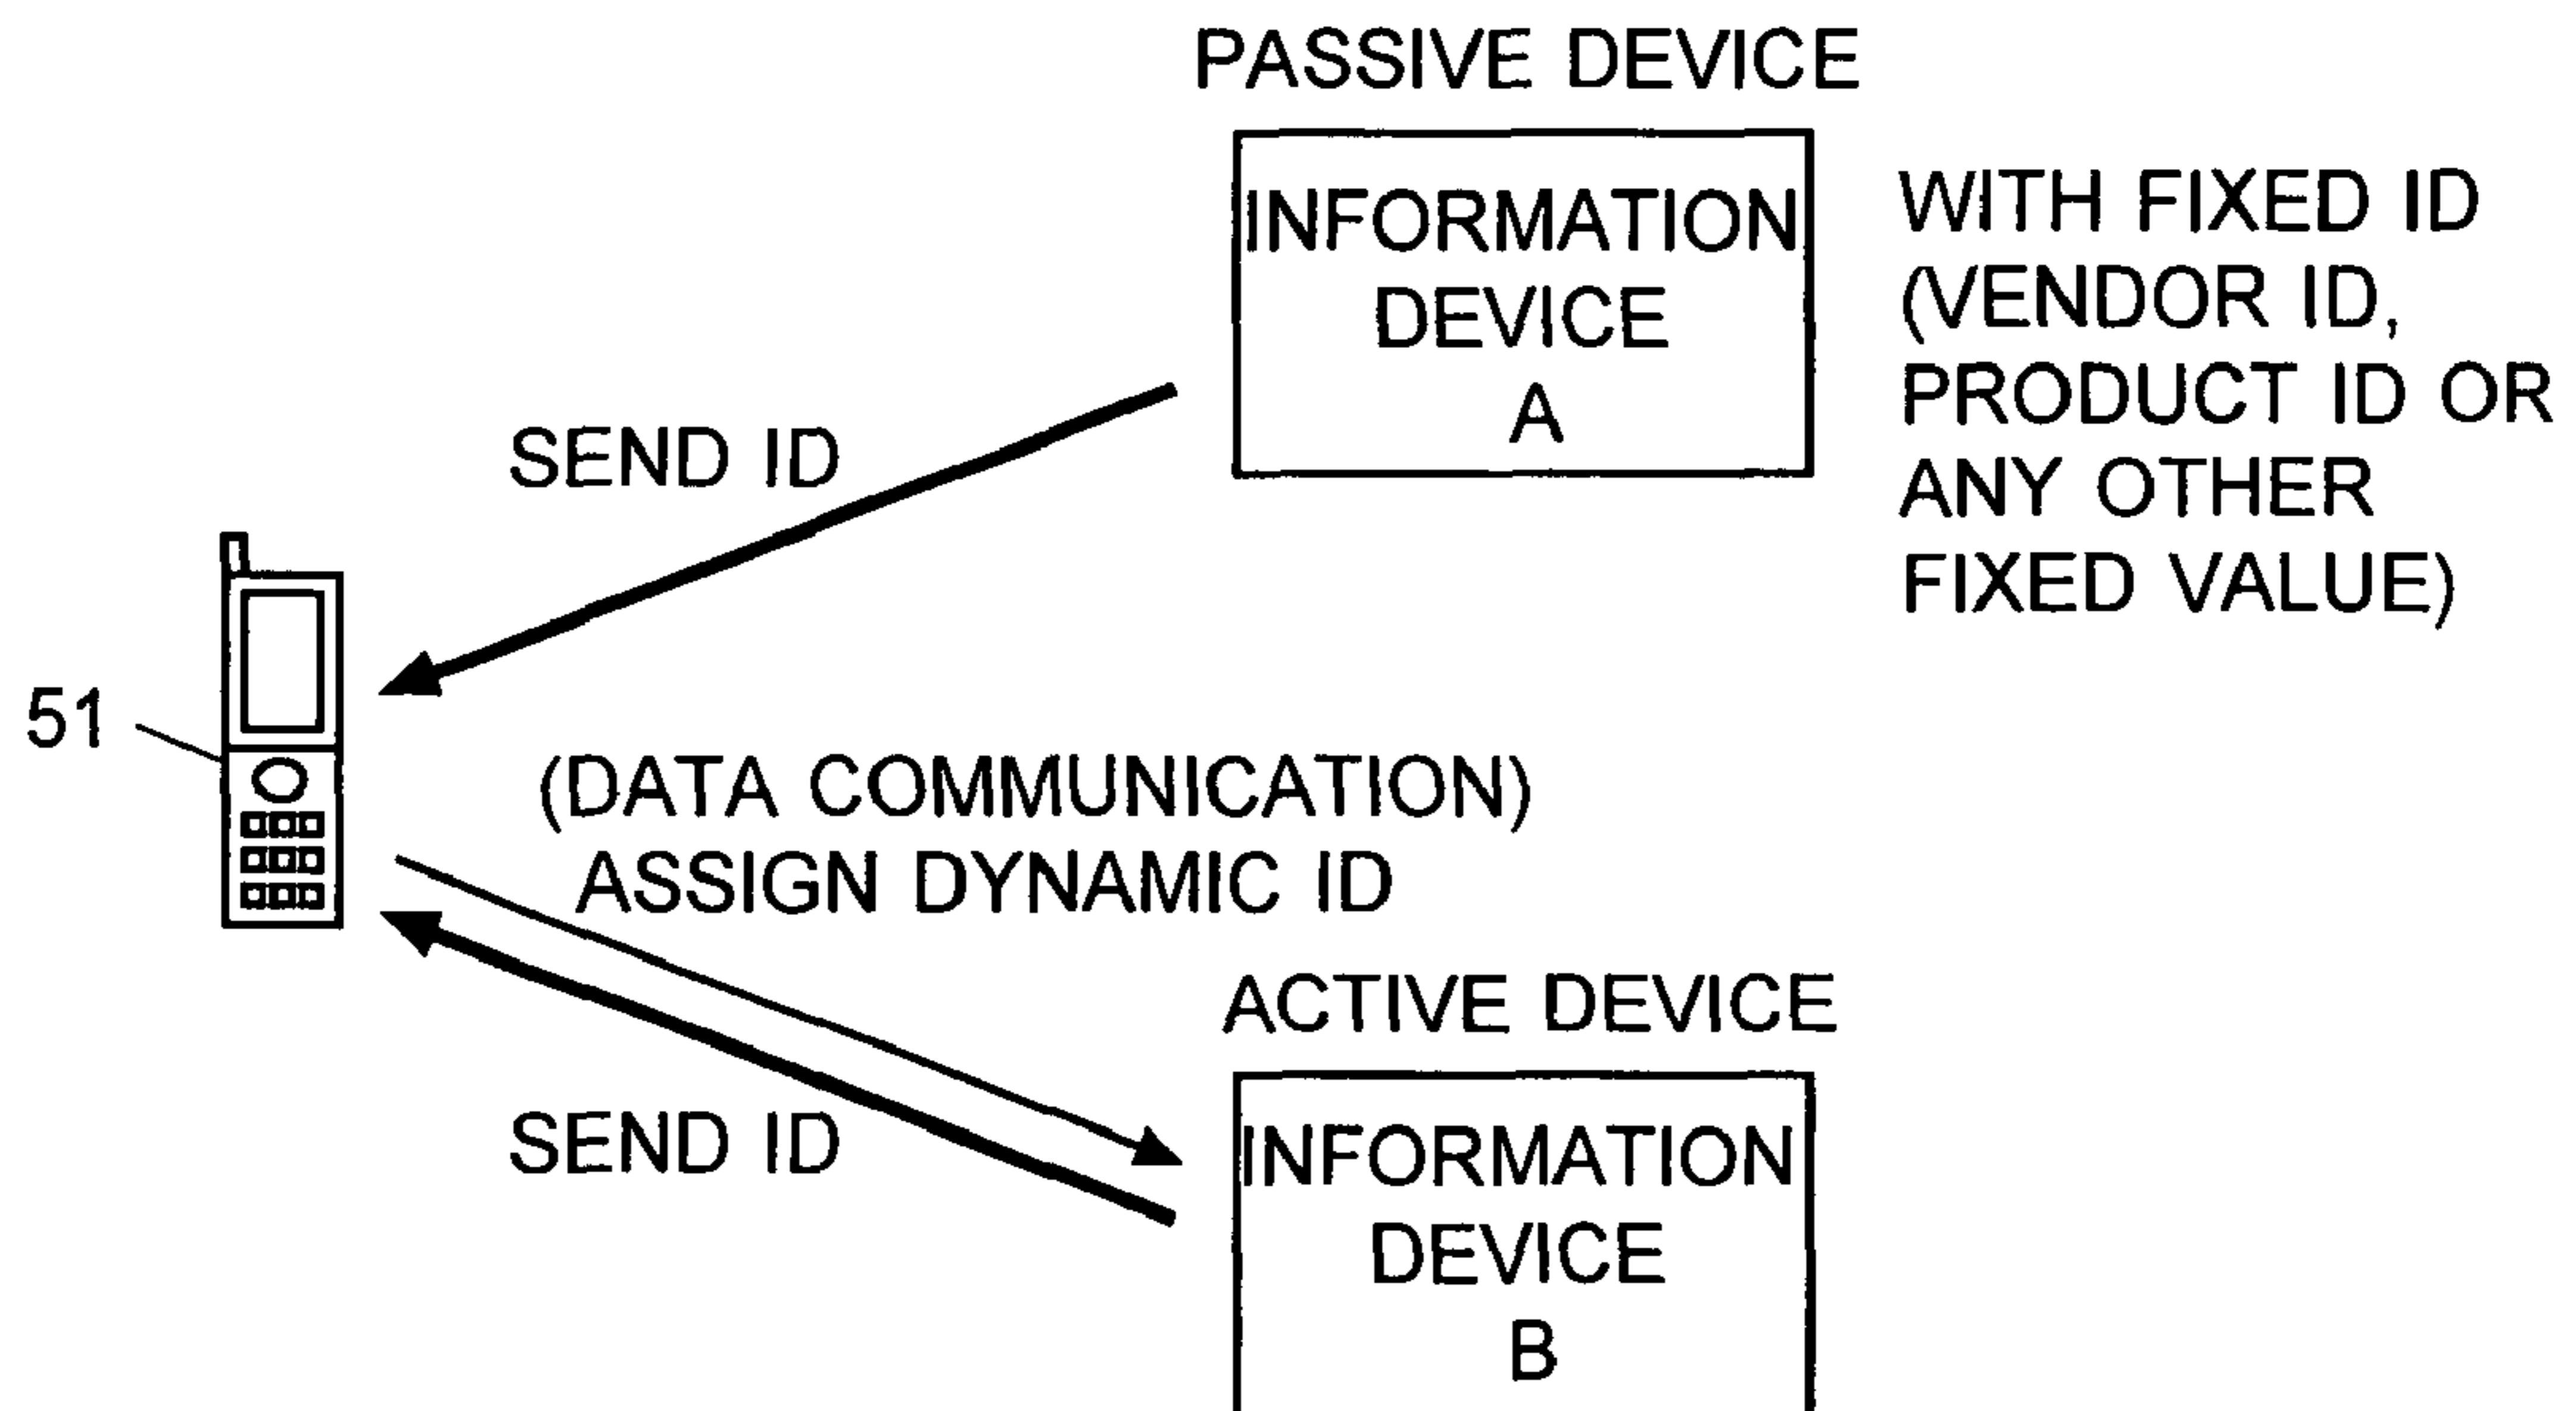 PASSIVE DEVICE
INFORMATION
DEVICE
A
WITH FIXED ID
(VENDOR ID,
PRODUCT ID OR
ANY OTHER
FIXED VALUE)
SEND ID
51
(DATA COMMUNICATION)
ASSIGN DYNAMIC ID
SEND ID
ACTIVE DEVICE
INFORMATION
DEVICE
B